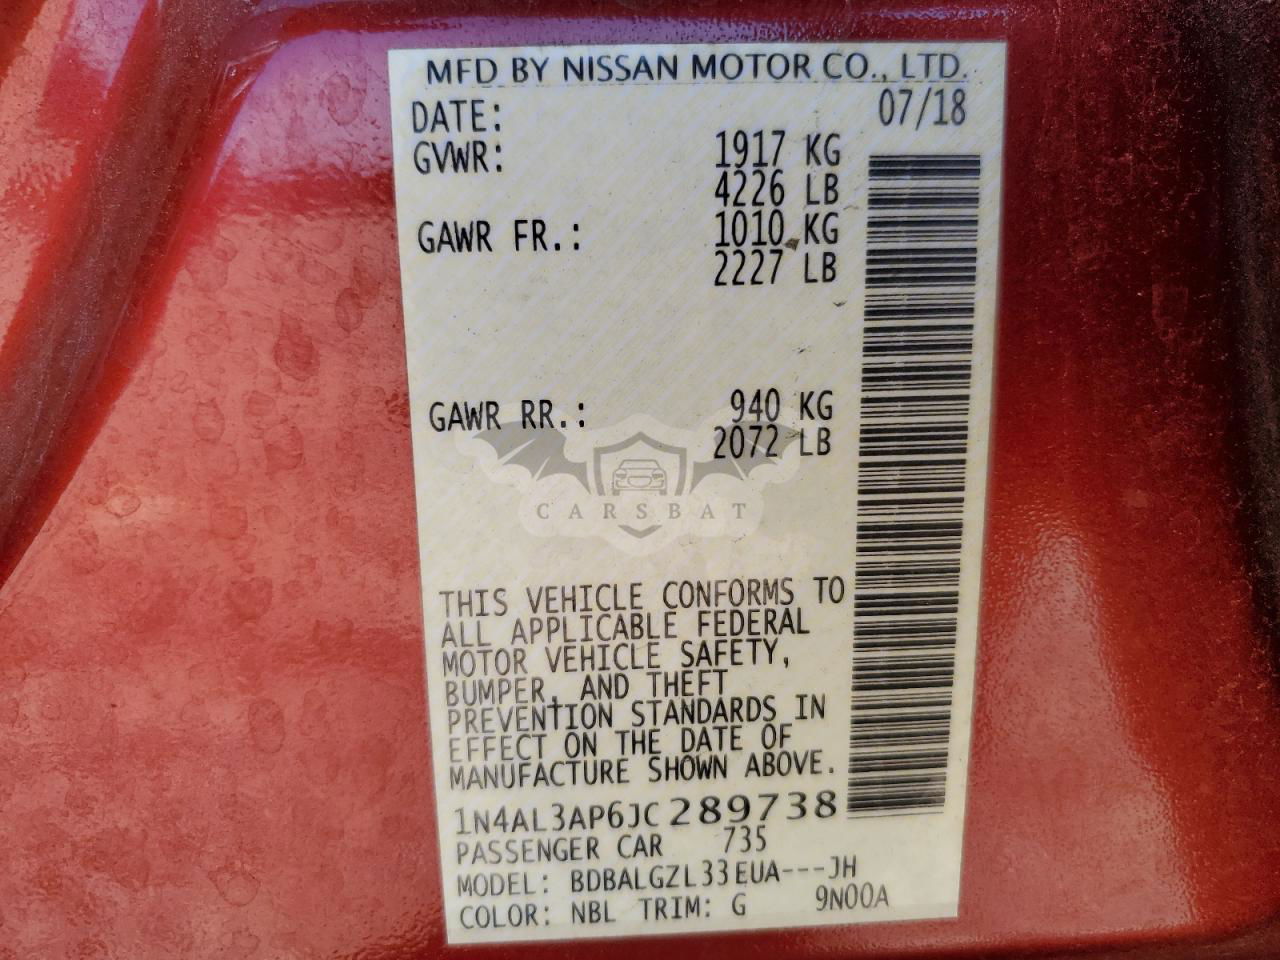 MFD BY NISSAN MOTOR CO., LTD.
DATE: 07/18
GVWR: 1917 KG
4226 LB
GAWR FR.: 1010 KG
2227 LB
GAWR RR.: 940 KG
2072 LB
CARSBAT
THIS VEHICLE CONFORMS TO
ALL APPLICABLE FEDERAL
MOTOR VEHICLE SAFETY,
BUMPER, AND THEFT
PREVENTION STANDARDS IN
EFFECT ON THE DATE OF
MANUFACTURE SHOWN ABOVE.
1N4AL3AP6JC289738
PASSENGER CAR 735
MODEL: BDBALGZL33EUA---JH
COLOR: NBL TRIM: G 9N00A